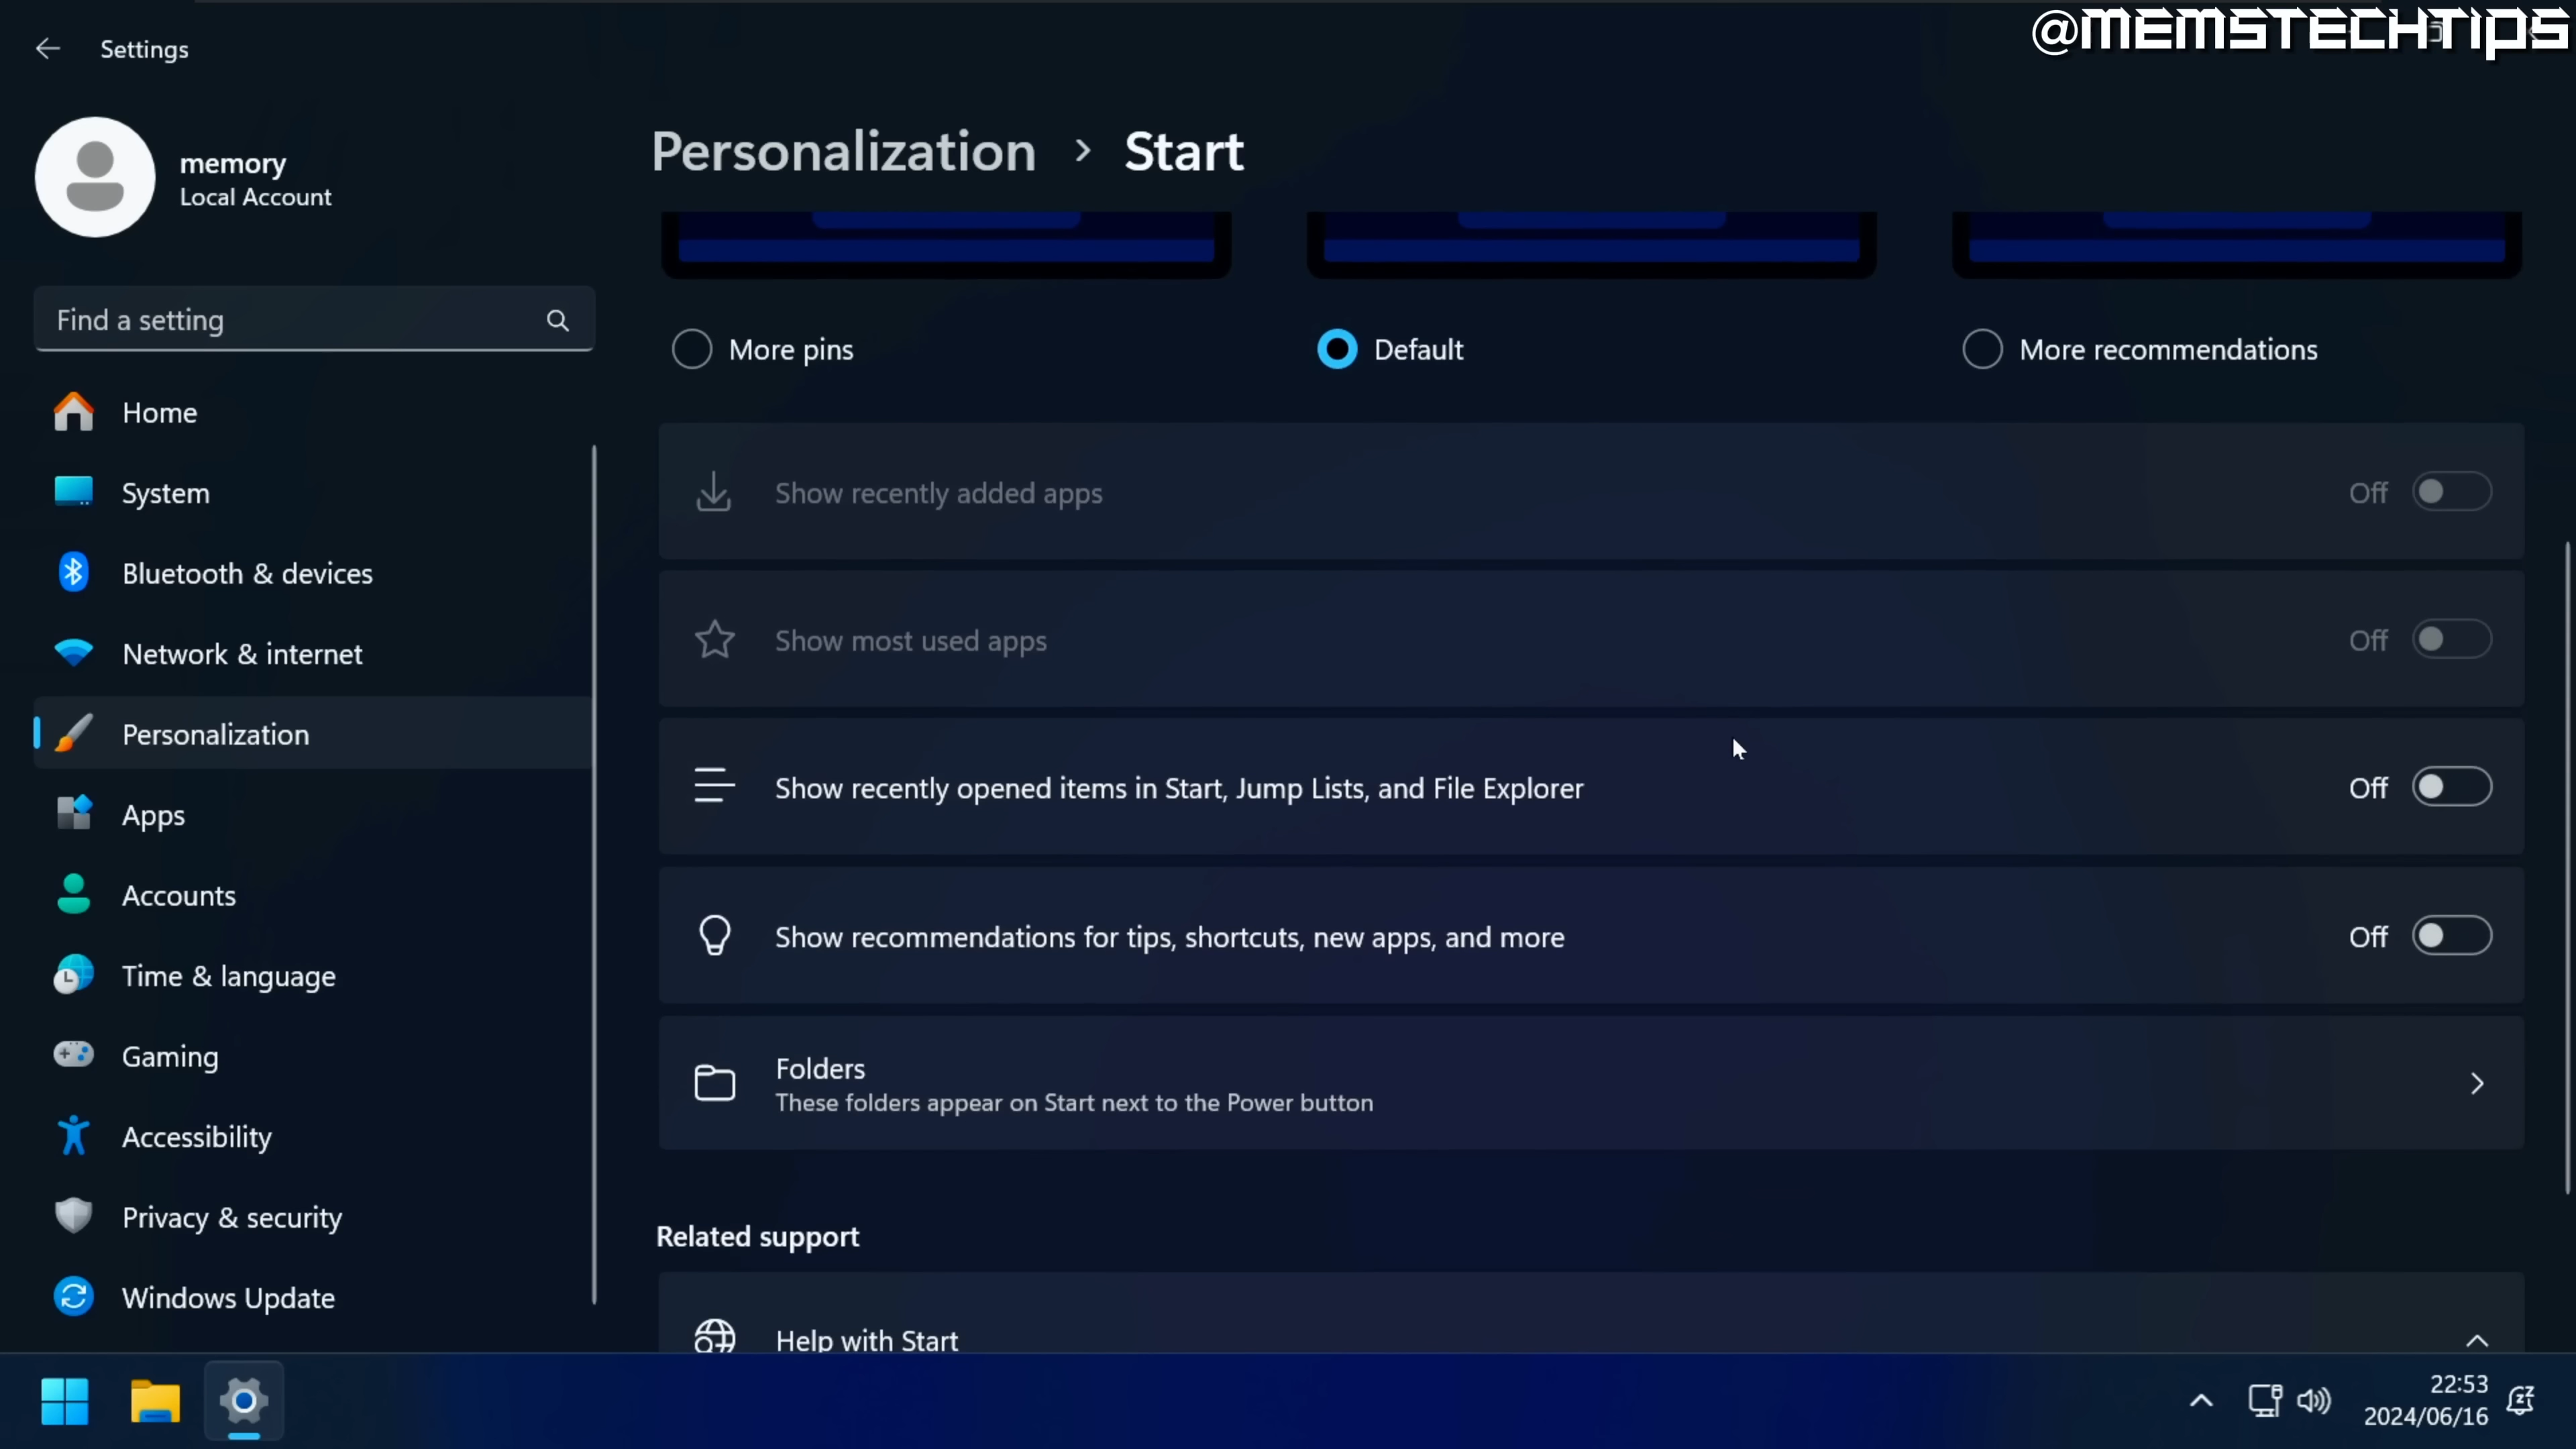 @MEMSTECHTIPS
Settings
memory
Local Account
Find a setting
Home
System
Bluetooth & devices
Network & internet
Personalization
Apps
Accounts
Time & language
Gaming
Accessibility
Privacy & security
Windows Update
Personalization > Start
More pins
Default
More recommendations
Show recently added apps
Off
Show most used apps
Off
Show recently opened items in Start, Jump Lists, and File Explorer
Off
Show recommendations for tips, shortcuts, new apps, and more
Off
Folders
These folders appear on Start next to the Power button
Related support
Help with Start
22:53
2024/06/16